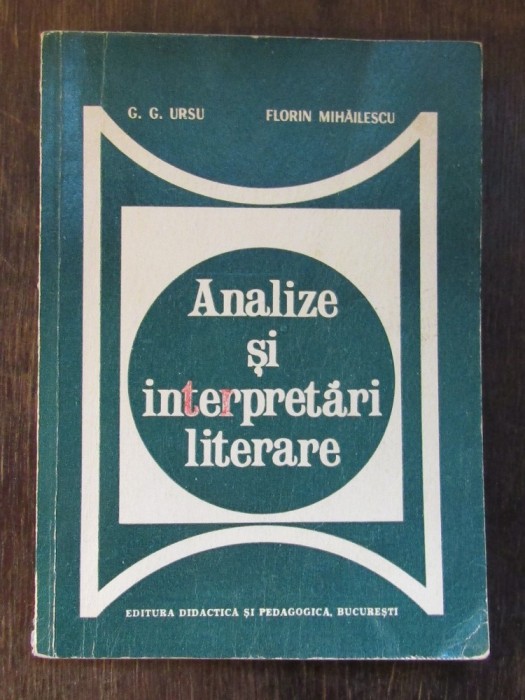 G. G. URSU FLORIN MIHĂILESCU
Analize
și
interpretări
literare
EDITURA DIDACTICĂ ȘI PEDAGOGICĂ, BUCUREȘTI